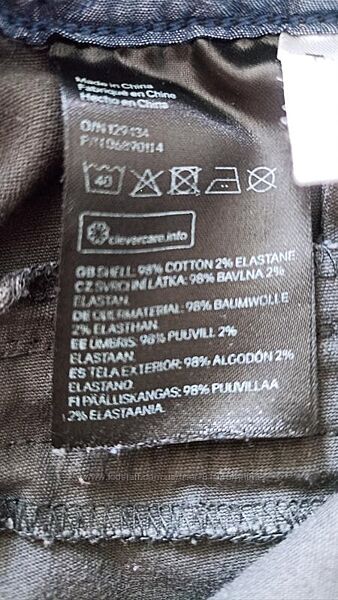 Made in China
Fabriqué en Chine
Hecho en China
O/N 129134
P/N 06890114
40
clevercare.info
GB SHELL: 98% COTTON 2% ELASTANE
CZ SVRCHNÍ LÁTKA: 98% BAVLNA 2%
ELASTAN
DE OBERMATERIAL: 98% BAUMWOLLE
2% ELASTHAN
EE ÜMBRIS: 98% PUUVILL 2%
ELASTAAN
ES TELA EXTERIOR: 98% ALGODÓN 2%
ELASTANO
FI PÄÄLLISKANGAS: 98% PUUVILLAA
2% ELASTAANIA